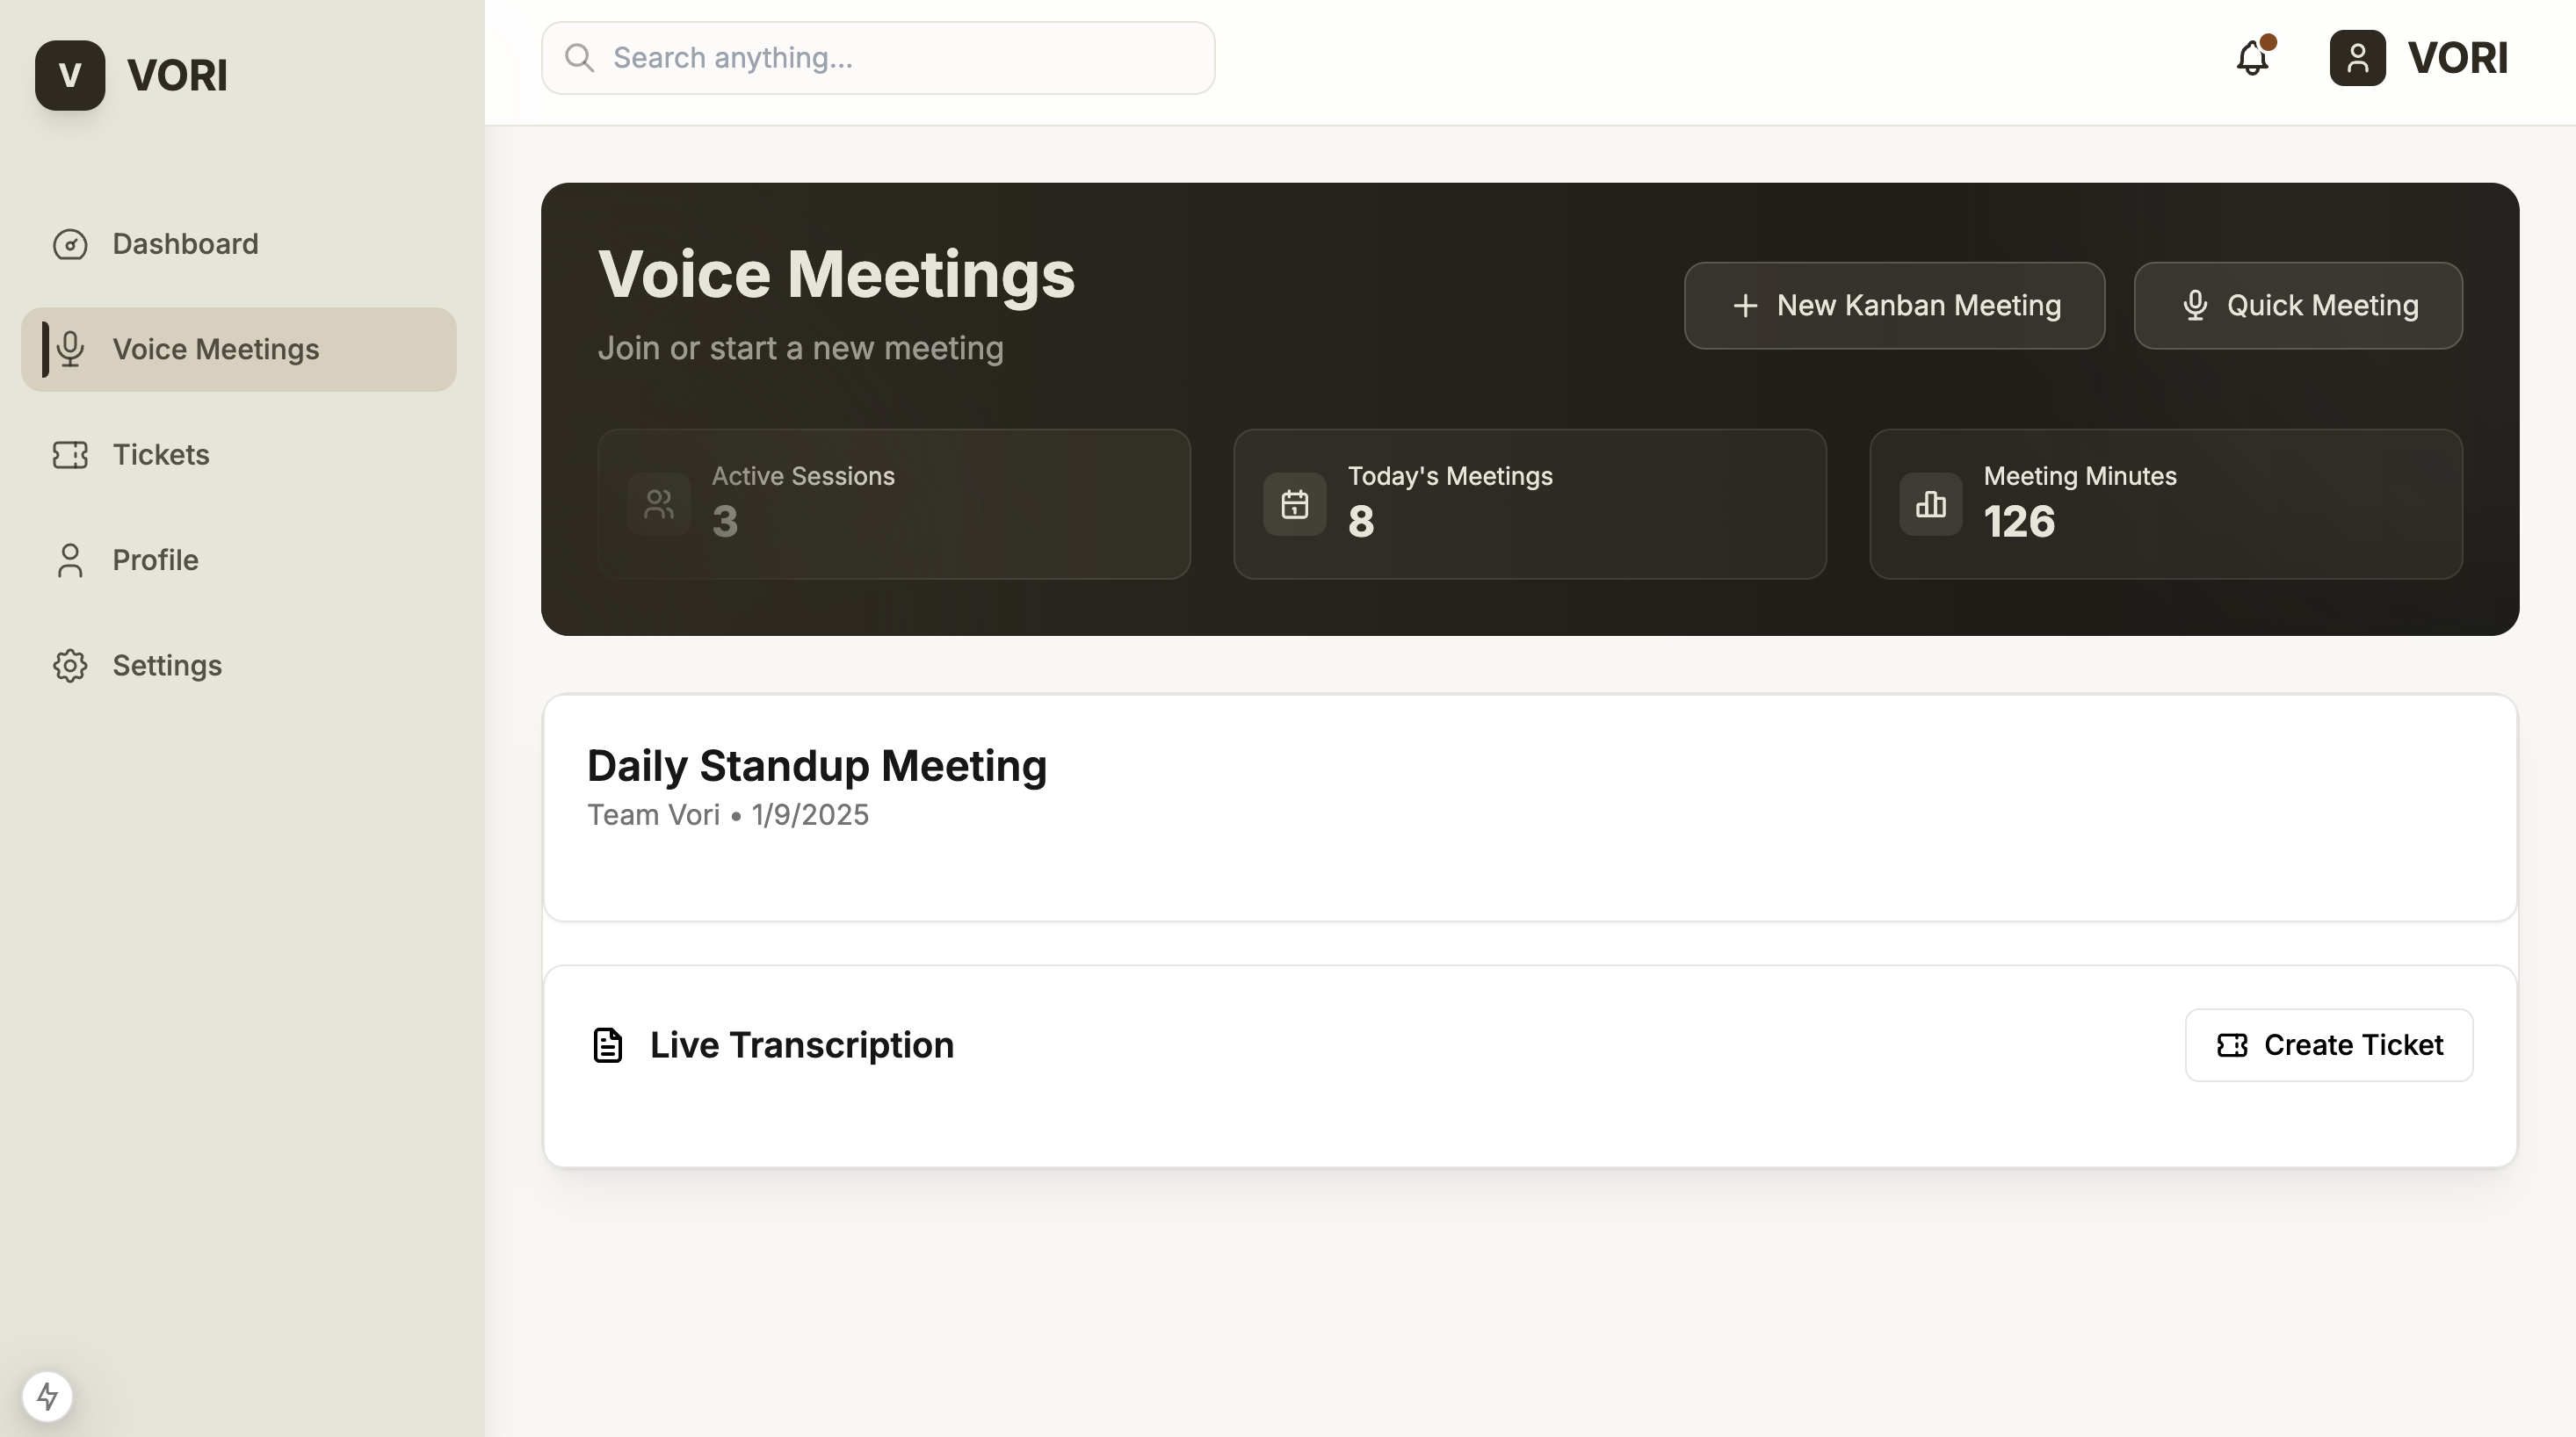 V VORI
Search anything...
VORI
Dashboard
Voice Meetings
Tickets
Profile
Settings
Voice Meetings
Join or start a new meeting
New Kanban Meeting
Quick Meeting
Active Sessions
3
Today's Meetings
8
Meeting Minutes
126
Daily Standup Meeting
Team Vori • 1/9/2025
Live Transcription
Create Ticket